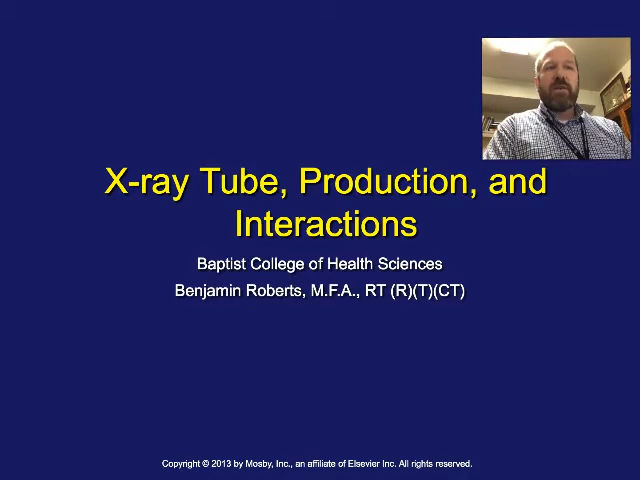 X-ray Tube, Production, and
Interactions
Baptist College of Health Sciences
Benjamin Roberts, M.F.A., RT (R)(T)(CT)
Copyright © 2013 by Mosby, Inc., an affiliate of Elsevier Inc. All rights reserved.